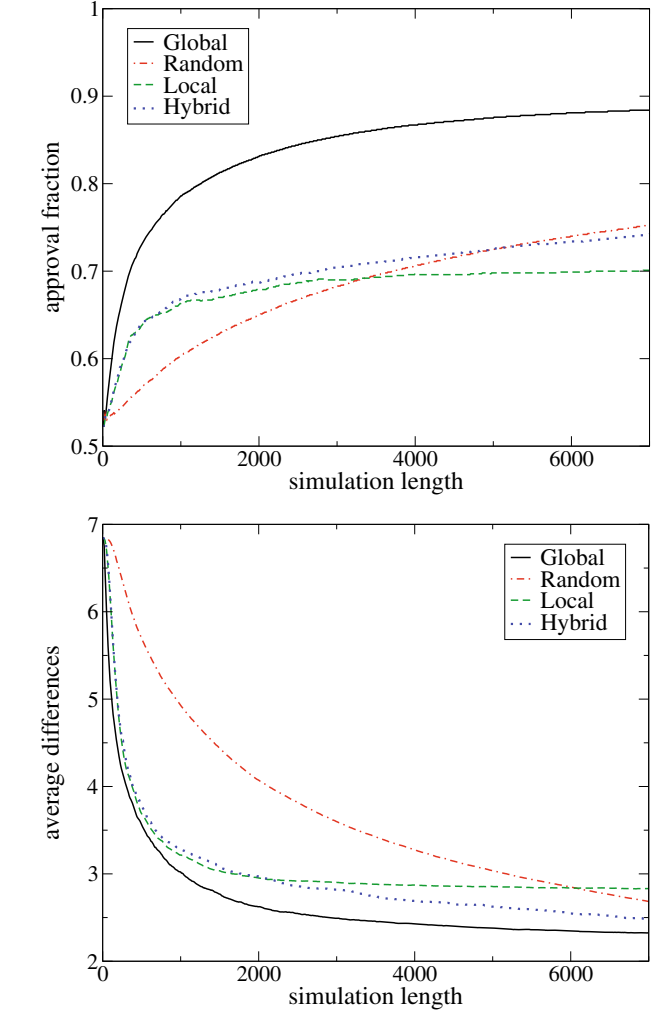 1
0.9
0.8
0.7
0.6
0.5
approval fraction
Global
Random
Local
Hybrid
0 2000 4000 6000
simulation length
7
6
5
4
3
2
average differences
Global
Random
Local
Hybrid
0 2000 4000 6000
simulation length